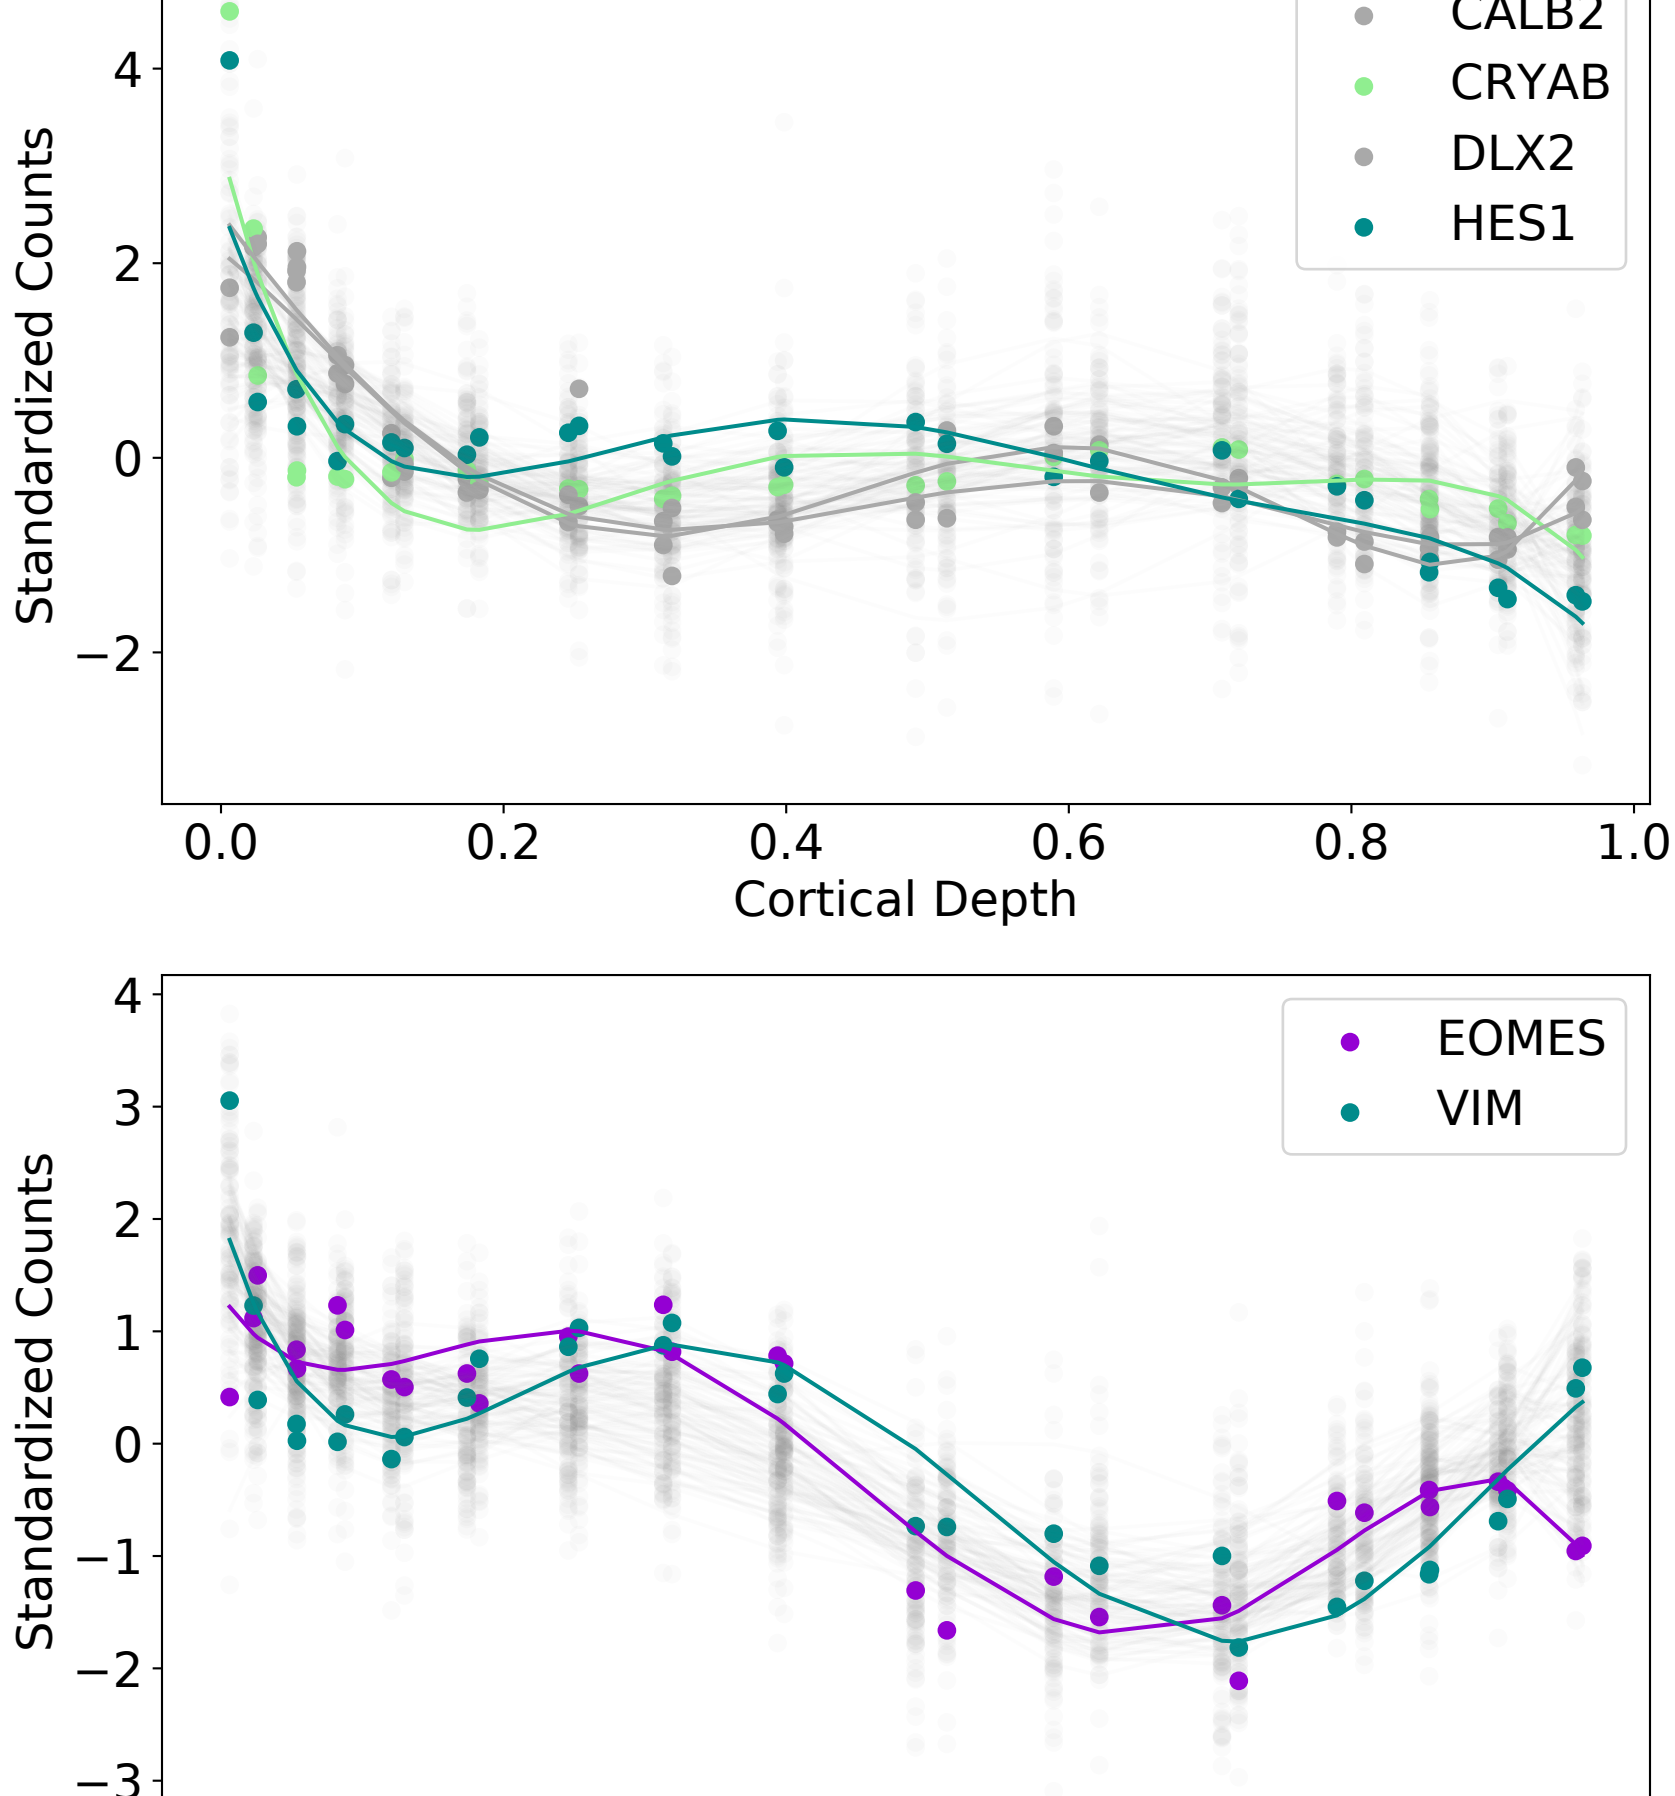 CALB2
4
CRYAB
Standardized Counts
DLX2
2
HES1
0
−2
0.0 0.2 0.4 0.6 0.8 1.0
Cortical Depth
4
EOMES
3
VIM
2
Standardized Counts
1
0
−1
−2
−3